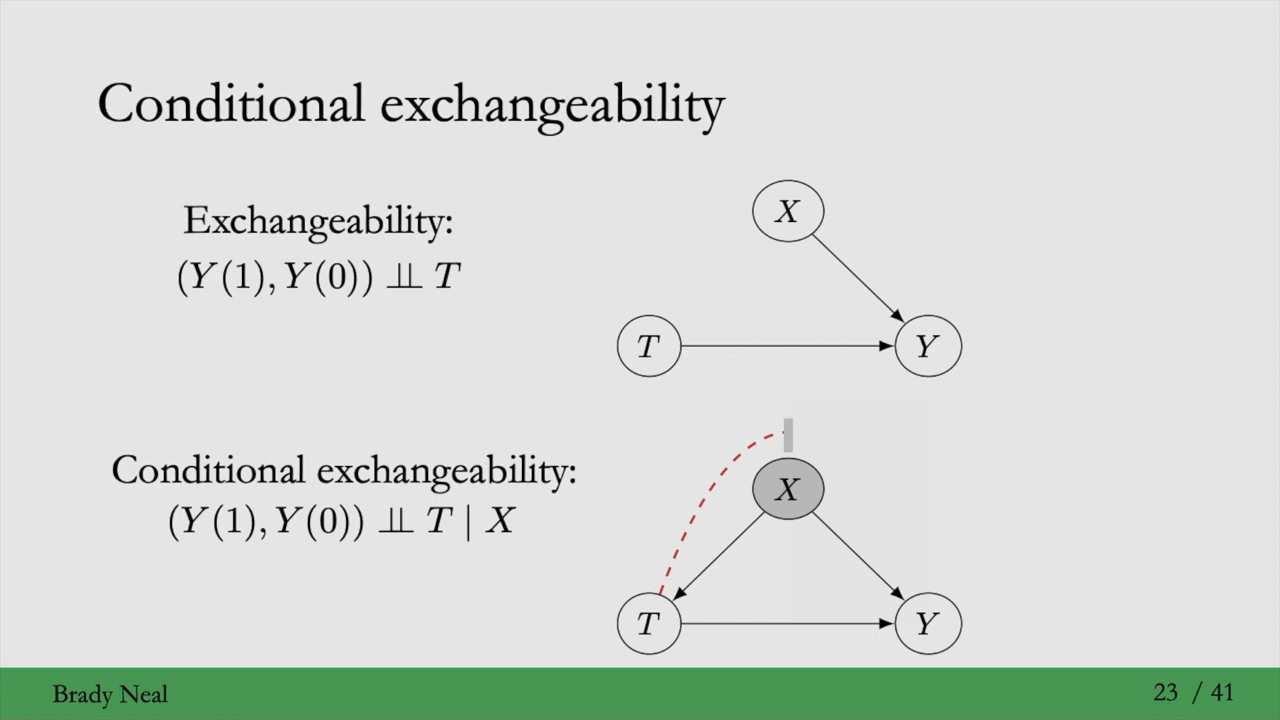 Conditional exchangeability
Exchangeability:
(Y(1), Y(0)) ⫫ T
X
T
Y
Conditional exchangeability:
(Y(1), Y(0)) ⫫ T | X
X
T
Y
Brady Neal
23 / 41